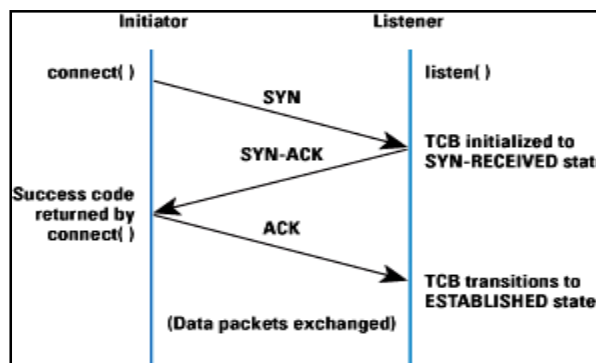 Initiator Listener
connect( ) listen( )
SYN
TCB initialized to
SYN-RECEIVED stat
SYN-ACK
Success code
returned by
connect( )
ACK
TCB transitions to
ESTABLISHED state
(Data packets exchanged)